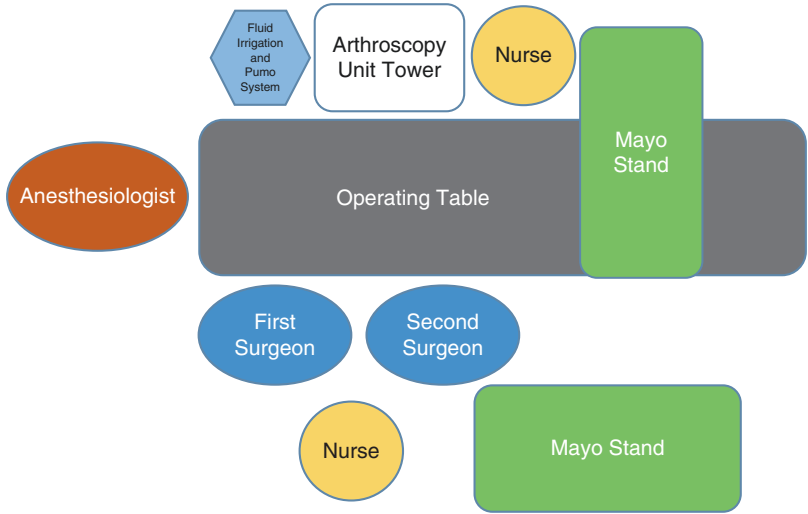 Fluid
Irrigation
and
Pumo
System
Arthroscopy
Unit Tower
Nurse
Mayo
Stand
Anesthesiologist
Operating Table
First
Surgeon
Second
Surgeon
Nurse
Mayo Stand